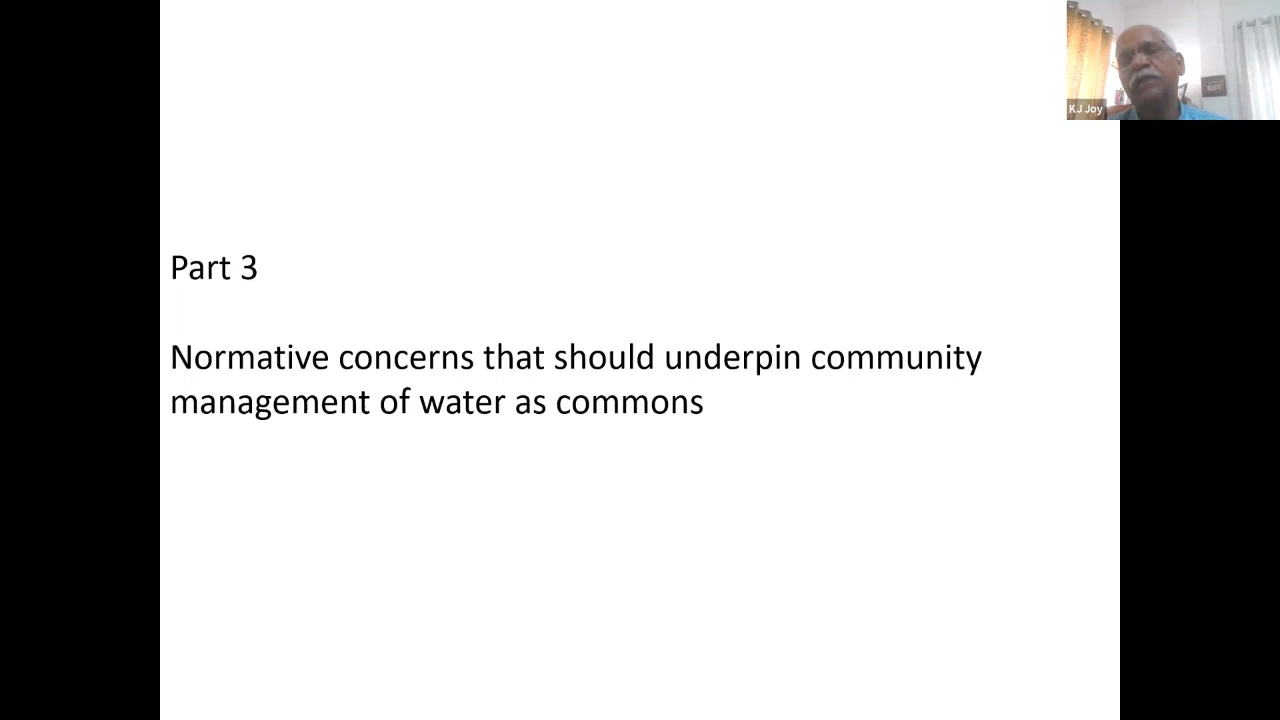 KJ Joy
Part 3
Normative concerns that should underpin community
management of water as commons